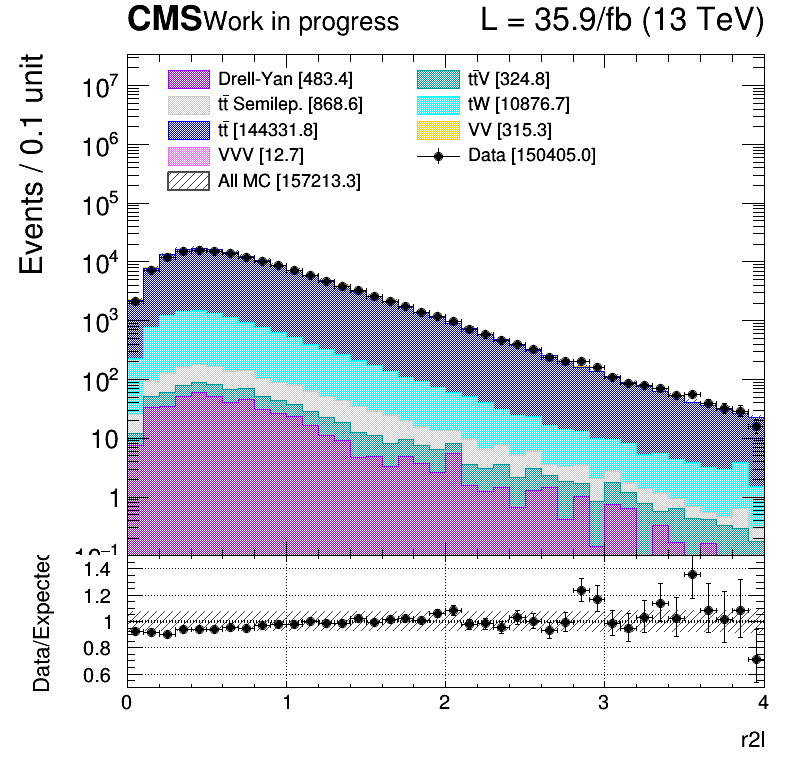 CMS Work in progress L = 35.9/fb (13 TeV)
Events / 0.1 unit
Drell-Yan [483.4] tt̄V [324.8]
tt̄ Semilep. [868.6] tW [10876.7]
tt̄ [144331.8] VV [315.3]
VVV [12.7] Data [150405.0]
All MC [157213.3]
10⁷
10⁶
10⁵
10⁴
10³
10²
10
1
10⁻¹
Data/Expected
1.4
1.2
1
0.8
0.6
0 1 2 3 4
r2l